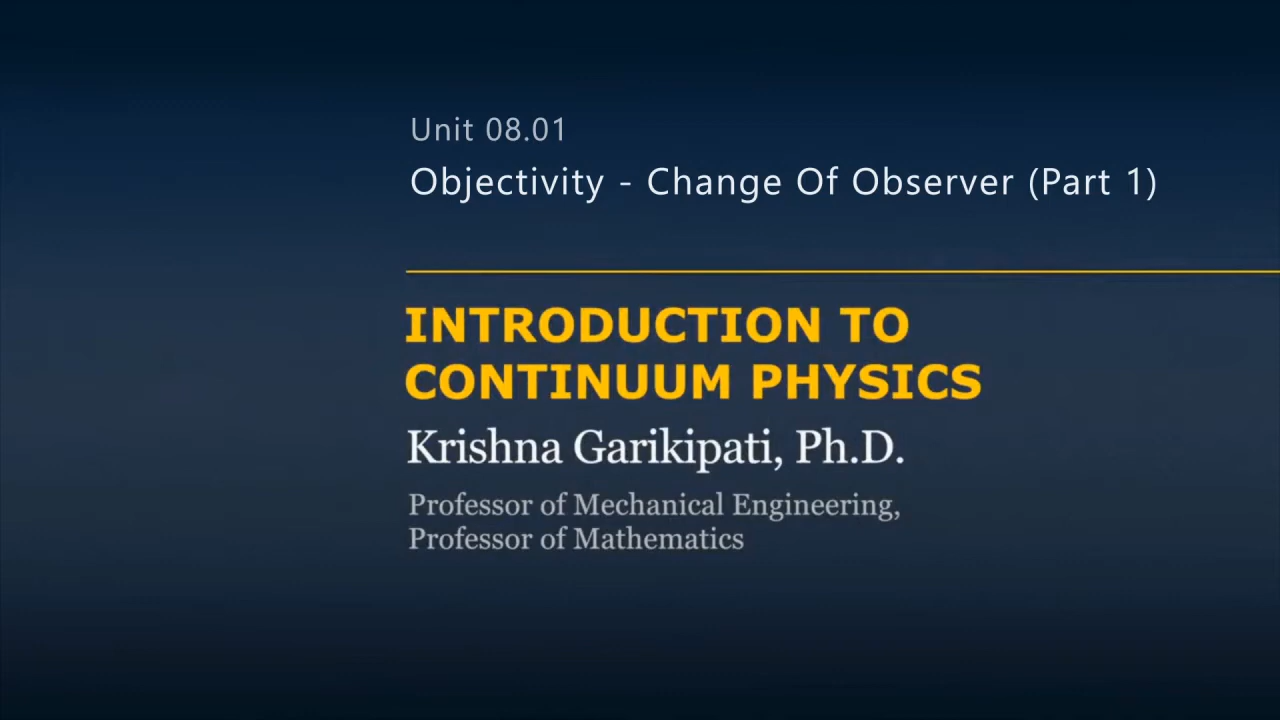 Unit 08.01
Objectivity - Change Of Observer (Part 1)
INTRODUCTION TO
CONTINUUM PHYSICS
Krishna Garikipati, Ph.D.
Professor of Mechanical Engineering,
Professor of Mathematics